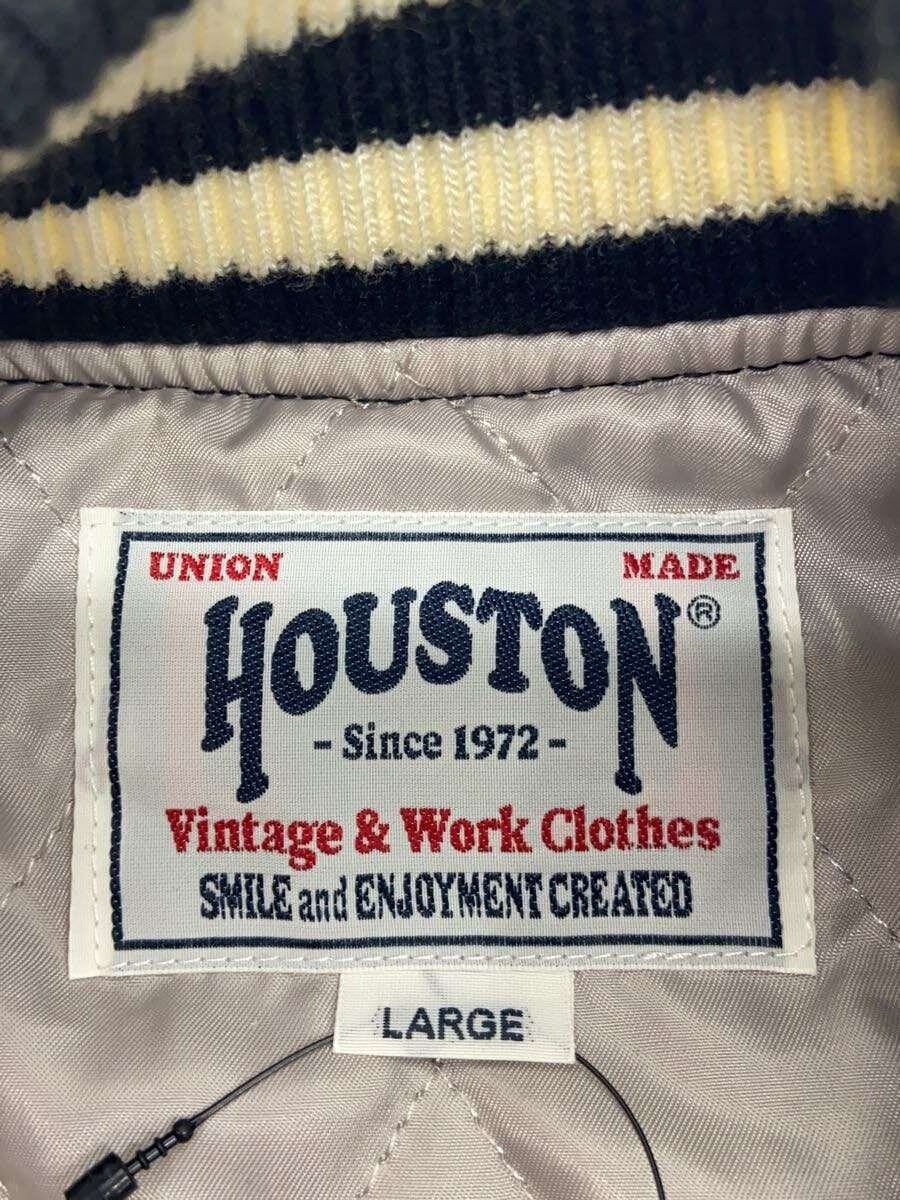 UNION MADE
HOUSTON®
- Since 1972 -
Vintage & Work Clothes
SMILE and ENJOYMENT CREATED
LARGE